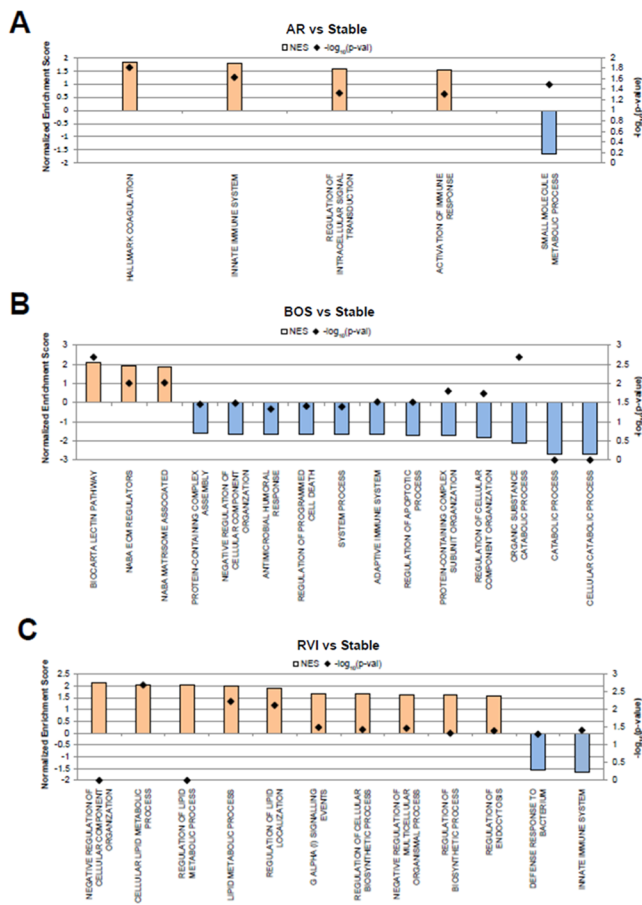 A
AR vs Stable
NES -log10(p-val)
Normalized Enrichment Score
2
1.5
1
0.5
0
-0.5
-1
-1.5
-2
2
1.8
1.6
1.4
1.2
1
0.8
0.6
0.4
0.2
0
-log10(p-value)
HALLMARK COAGULATION
INNATE IMMUNE SYSTEM
REGULATION OF
INTRACELLULAR SIGNAL
TRANSDUCTION
ACTIVATION OF IMMUNE
RESPONSE
SMALL MOLECULE
METABOLIC PROCESS
B
BOS vs Stable
NES -log10(p-val)
Normalized Enrichment Score
3
2
1
0
-1
-2
-3
3
2.5
2
1.5
1
0.5
0
-log10(p-value)
BIOCARTA LECTIN PATHWAY
NABA ECM REGULATORS
NABA MATRISOME ASSOCIATED
PROTEIN-CONTAINING COMPLEX
ASSEMBLY
NEGATIVE REGULATION OF
CELLULAR COMPONENT
ORGANIZATION
ANTIMICROBIAL HUMORAL
RESPONSE
REGULATION OF PROGRAMMED
CELL DEATH
SYSTEM PROCESS
ADAPTIVE IMMUNE SYSTEM
REGULATION OF APOPTOTIC
PROCESS
PROTEIN-CONTAINING COMPLEX
SUBUNIT ORGANIZATION
REGULATION OF CELLULAR
COMPONENT ORGANIZATION
ORGANIC SUBSTANCE
CATABOLIC PROCESS
CATABOLIC PROCESS
CELLULAR CATABOLIC PROCESS
C
RVI vs Stable
NES -log10(p-val)
Normalized Enrichment Score
2.5
2
1.5
1
0.5
0
-0.5
-1
-1.5
-2
3
2.5
2
1.5
1
0.5
0
-log10(p-value)
NEGATIVE REGULATION OF
CELLULAR COMPONENT
ORGANIZATION
CELLULAR LIPID METABOLIC
PROCESS
REGULATION OF LIPID
METABOLIC PROCESS
LIPID METABOLIC PROCESS
REGULATION OF LIPID
LOCALIZATION
G ALPHA (I) SIGNALLING
EVENTS
REGULATION OF CELLULAR
BIOSYNTHETIC PROCESS
NEGATIVE REGULATION OF
MULTICELLULAR
ORGANISMAL PROCESS
REGULATION OF
BIOSYNTHETIC PROCESS
REGULATION OF
ENDOCYTOSIS
DEFENSE RESPONSE TO
BACTERIUM
INNATE IMMUNE SYSTEM